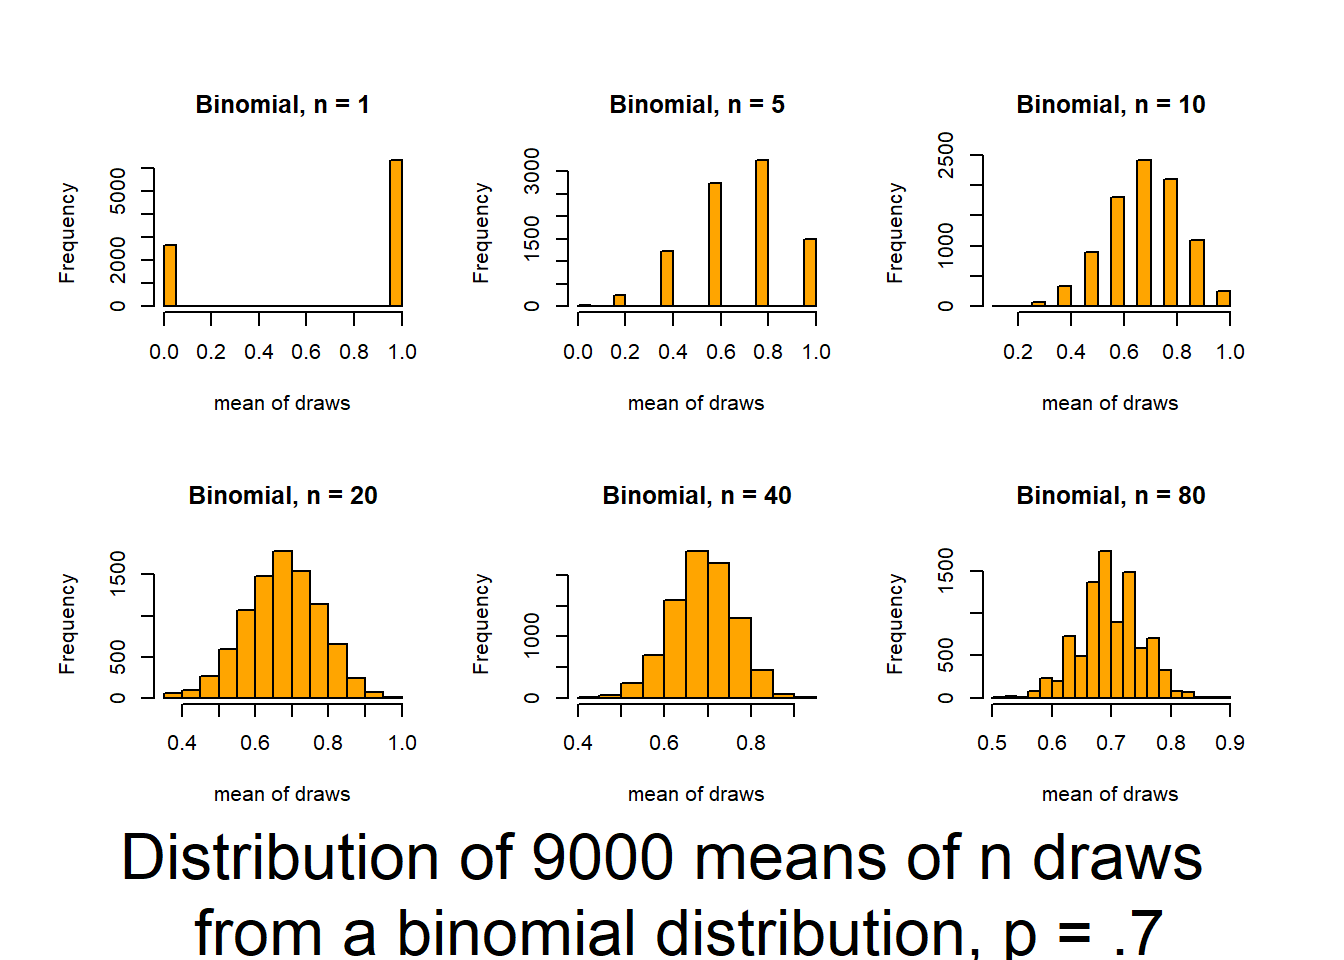 Binomial, n = 1
Frequency
0 2000 5000
0.0 0.2 0.4 0.6 0.8 1.0
mean of draws
Binomial, n = 5
Frequency
0 1500 3000
0.0 0.2 0.4 0.6 0.8 1.0
mean of draws
Binomial, n = 10
Frequency
0 1000 2500
0.2 0.4 0.6 0.8 1.0
mean of draws
Binomial, n = 20
Frequency
0 500 1500
0.4 0.6 0.8 1.0
mean of draws
Binomial, n = 40
Frequency
0 1000
0.4 0.6 0.8
mean of draws
Binomial, n = 80
Frequency
0 500 1500
0.5 0.6 0.7 0.8 0.9
mean of draws
Distribution of 9000 means of n draws
from a binomial distribution, p = .7